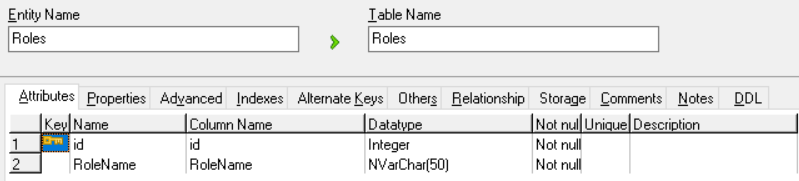 Entity Name Table Name
Roles Roles
Attributes Properties Advanced Indexes Alternate Keys Others Relationship Storage Comments Notes DDL
Key Name Column Name Datatype Not nul Unique Description
1 id id Integer Not null
2 RoleName RoleName NVarChar(50) Not null